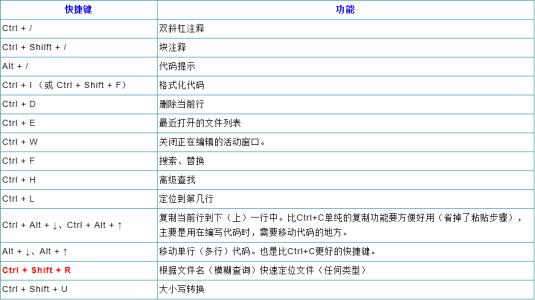 快捷键 功能
Ctrl + / 双斜杠注释
Ctrl + Shilft + / 块注释
Alt + / 代码提示
Ctrl + I （或 Ctrl + Shift + F） 格式化代码
Ctrl + D 删除当前行
Ctrl + E 最近打开的文件列表
Ctrl + W 关闭正在编辑的活动窗口。
Ctrl + F 搜索、替换
Ctrl + H 高级查找
Ctrl + L 定位到第几行
Ctrl + Alt + ↓、Ctrl + Alt + ↑ 复制当前行到下（上）一行中。比Ctrl+C单纯的复制功能要方便好用（省掉了粘贴步骤），
主要是用在编写代码时，需要移动代码的地方。
Alt + ↓、Alt + ↑ 移动单行（多行）代码。也是比Ctrl+C更好的快捷键。
Ctrl + Shift + R 根据文件名（模糊查询）快速定位文件（任何类型）
Ctrl + Shift + U 大小写转换